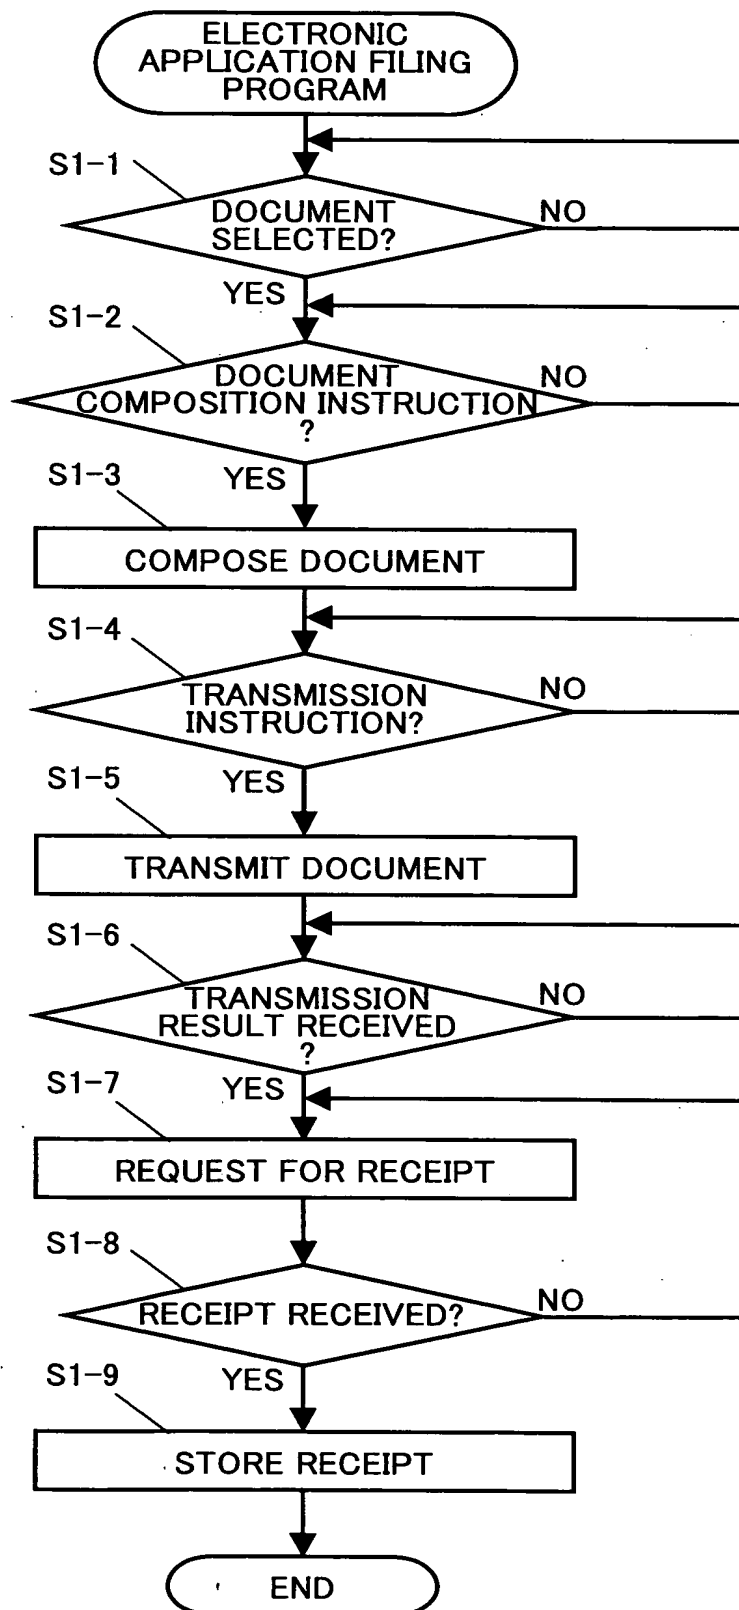 ELECTRONIC
APPLICATION FILING
PROGRAM
S1-1
DOCUMENT
SELECTED?
NO
YES
S1-2
DOCUMENT
COMPOSITION INSTRUCTION
?
NO
YES
S1-3
COMPOSE DOCUMENT
S1-4
TRANSMISSION
INSTRUCTION?
NO
YES
S1-5
TRANSMIT DOCUMENT
S1-6
TRANSMISSION
RESULT RECEIVED
?
NO
YES
S1-7
REQUEST FOR RECEIPT
S1-8
RECEIPT RECEIVED?
NO
YES
S1-9
STORE RECEIPT
END